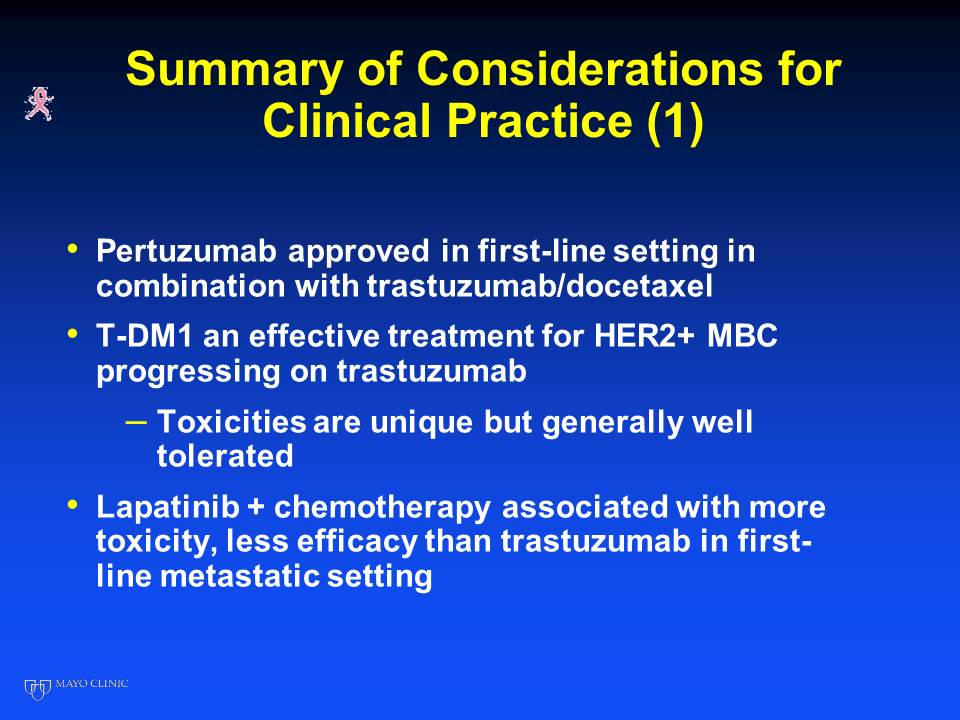 Summary of Considerations for
Clinical Practice (1)
• Pertuzumab approved in first-line setting in
combination with trastuzumab/docetaxel
• T-DM1 an effective treatment for HER2+ MBC
progressing on trastuzumab
– Toxicities are unique but generally well
tolerated
• Lapatinib + chemotherapy associated with more
toxicity, less efficacy than trastuzumab in first-
line metastatic setting
MAYO CLINIC